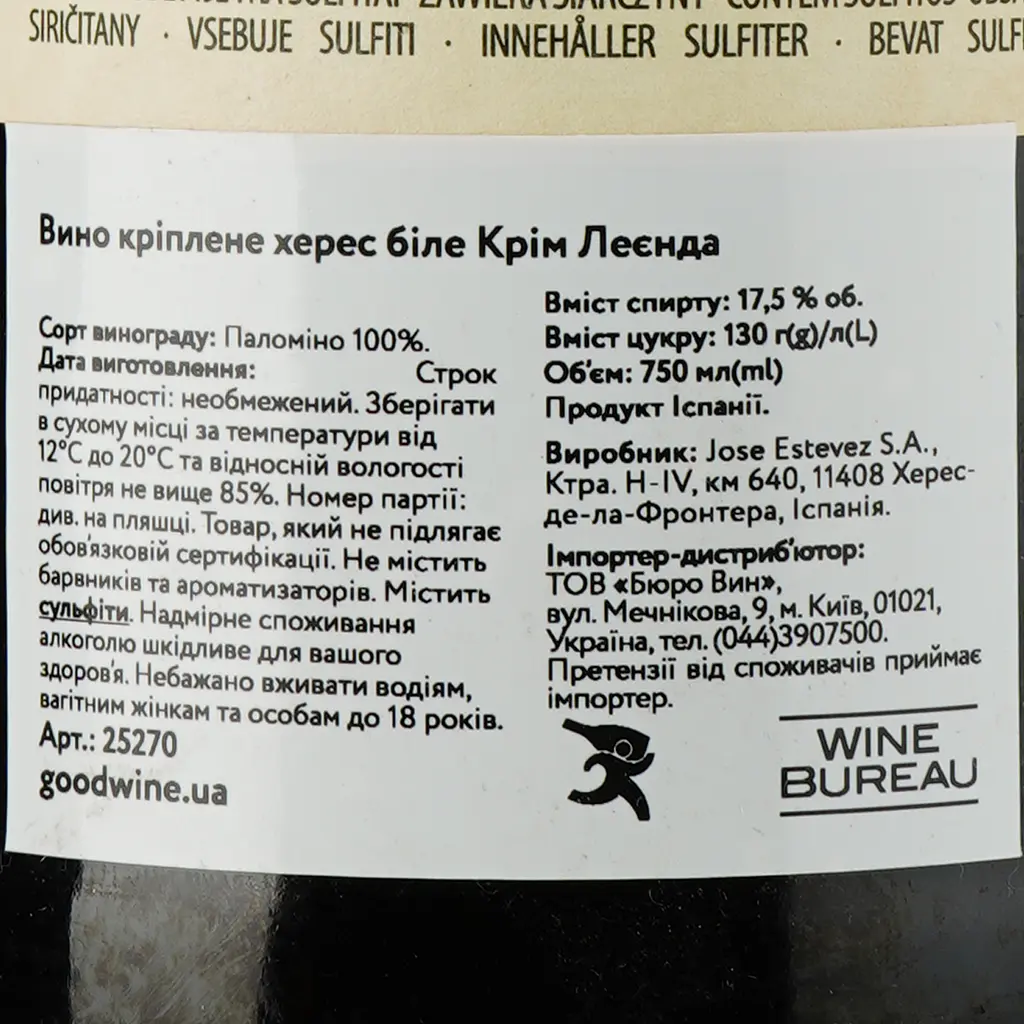 SIRIČITANY · VSEBUJE SULFITI · INNEHÅLLER SULFITER · BEVAT
Вино кріплене херес біле Крім Леєнда
Сорт винограду: Паломіно 100%.
Дата виготовлення: Строк
придатності: необмежений. Зберігати
в сухому місці за температури від
12°C до 20°C та відносній вологості
повітря не вище 85%. Номер партії:
див. на пляшці. Товар, який не підлягає
обов'язковій сертифікації. Не містить
барвників та ароматизаторів. Містить
сульфіти. Надмірне споживання
алкоголю шкідливе для вашого
здоров'я. Небажано вживати водіям,
вагітним жінкам та особам до 18 років.
Арт.: 25270
goodwine.ua
Вміст спирту: 17,5 % об.
Вміст цукру: 130 г(g)/л(L)
Об'єм: 750 мл(ml)
Продукт Іспанії.
Виробник: Jose Estevez S.A.,
Ктра. Н-IV, км 640, 11408 Херес-
де-ла-Фронтера, Іспанія.
Імпортер-дистриб'ютор:
ТОВ «Бюро Вин»,
вул. Мечнікова, 9, м. Київ, 01021,
Україна, тел. (044)3907500.
Претензії від споживачів приймає
імпортер.
WINE
BUREAU